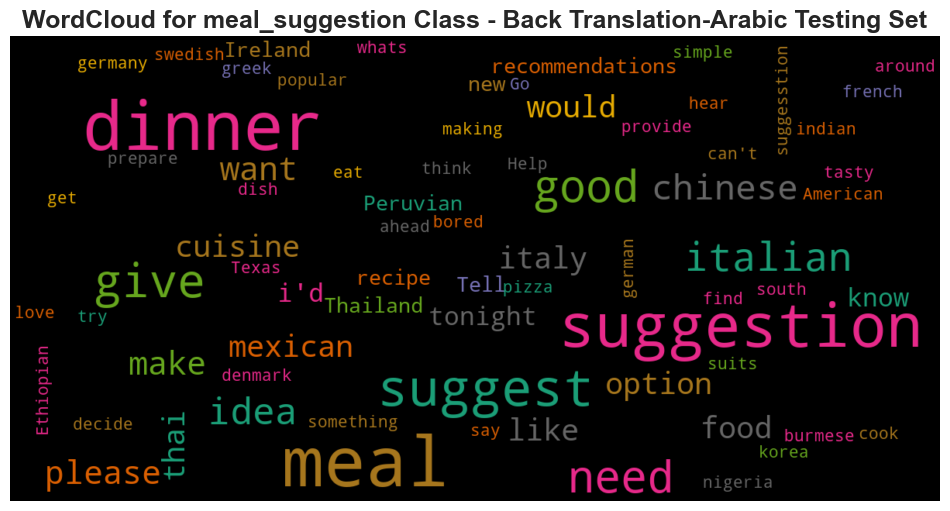 WordCloud for meal_suggestion Class - Back Translation-Arabic Testing Set
whats
swedish
Ireland
simple
germany
greek
recommendations
around
popular
new
Go
french
dinner
would
hear
suggesstion
making
provide
indian
prepare
want
eat
think
Help
can't
tasty
dish
good
chinese
American
get
Peruvian
ahead
bored
cuisine
italy
german
italian
give
Texas
recipe
Tell
pizza
i'd
find
south
know
love
try
Thailand
tonight
suggestion
Ethiopian
make
mexican
denmark
suggest
suits
option
decide
thai
idea
something
say
like
food
burmese
cook
korea
please
meal
need
nigeria